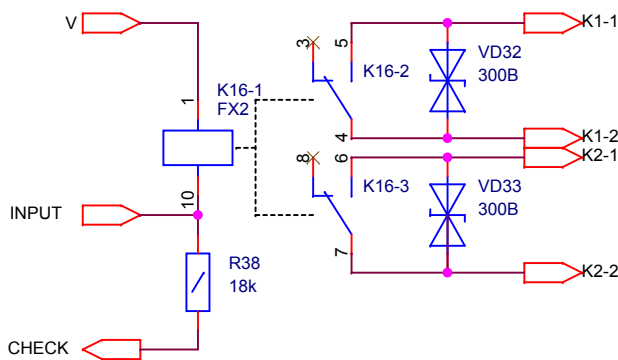 V
1
K16-1
FX2
3
5
K16-2
4
VD32
300B
K1-1
K1-2
K2-1
8
6
K16-3
7
VD33
300B
K2-2
INPUT
10
R38
18k
CHECK